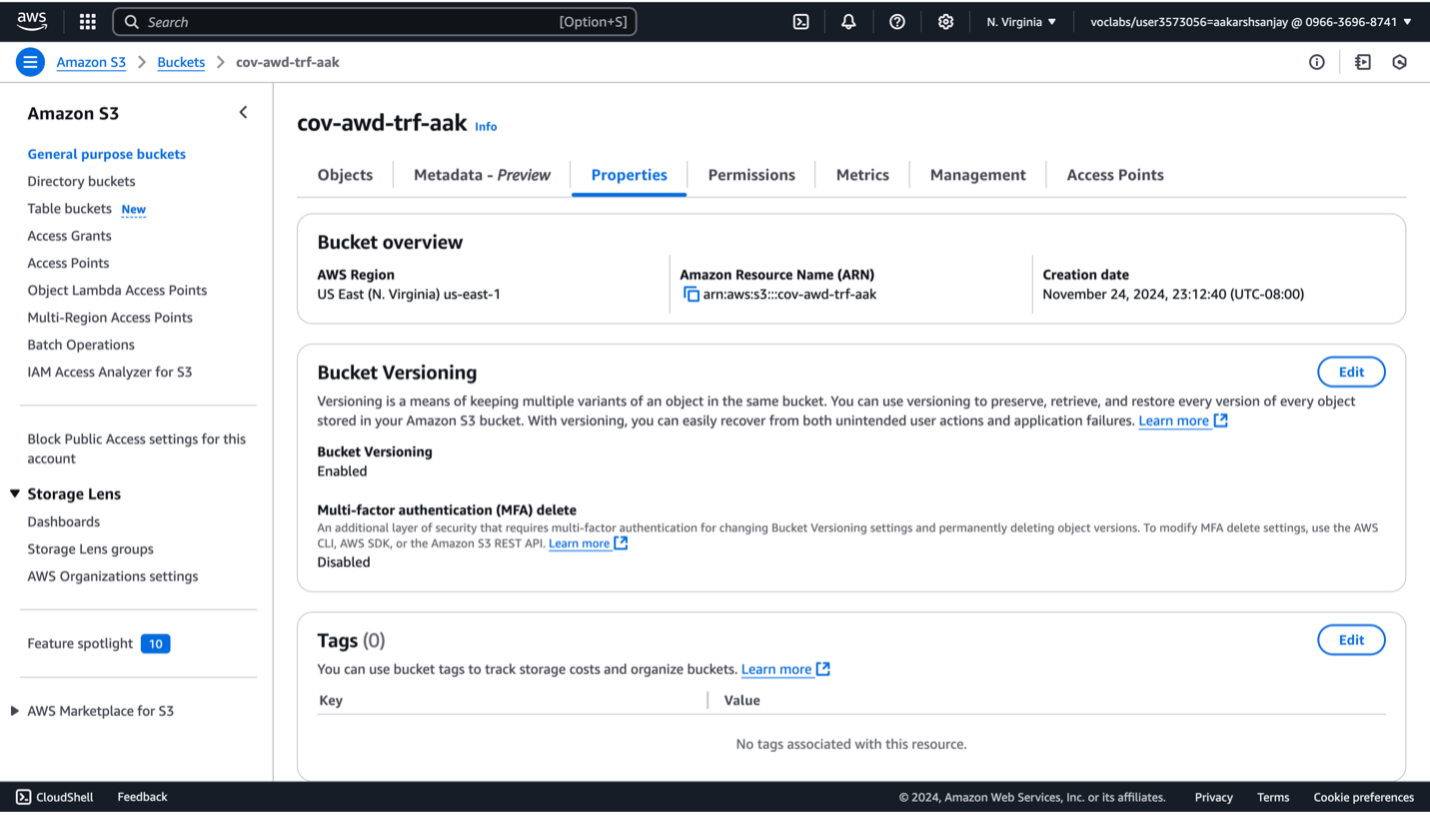 aws
Search [Option+S]
N. Virginia
voclabs/user3573056=aakarshsanjay @ 0966-3696-8741
Amazon S3 > Buckets > cov-awd-trf-aak
Amazon S3
General purpose buckets
Directory buckets
Table buckets New
Access Grants
Access Points
Object Lambda Access Points
Multi-Region Access Points
Batch Operations
IAM Access Analyzer for S3
Block Public Access settings for this
account
Storage Lens
Dashboards
Storage Lens groups
AWS Organizations settings
Feature spotlight 10
AWS Marketplace for S3
cov-awd-trf-aak Info
Objects Metadata - Preview Properties Permissions Metrics Management Access Points
Bucket overview
AWS Region
US East (N. Virginia) us-east-1
Amazon Resource Name (ARN)
arn:aws:s3:::cov-awd-trf-aak
Creation date
November 24, 2024, 23:12:40 (UTC-08:00)
Bucket Versioning
Edit
Versioning is a means of keeping multiple variants of an object in the same bucket. You can use versioning to preserve, retrieve, and restore every version of every object
stored in your Amazon S3 bucket. With versioning, you can easily recover from both unintended user actions and application failures. Learn more
Bucket Versioning
Enabled
Multi-factor authentication (MFA) delete
An additional layer of security that requires multi-factor authentication for changing Bucket Versioning settings and permanently deleting object versions. To modify MFA delete settings, use the AWS
CLI, AWS SDK, or the Amazon S3 REST API. Learn more
Disabled
Tags (0)
Edit
You can use bucket tags to track storage costs and organize buckets. Learn more
Key Value
No tags associated with this resource.
CloudShell Feedback
© 2024, Amazon Web Services, Inc. or its affiliates. Privacy Terms Cookie preferences